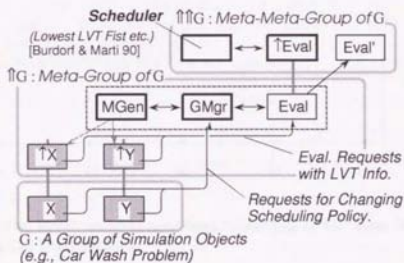 Scheduler
⇑⇑G : Meta-Meta-Group of G
(Lowest LVT Fist etc.)
[Burdorf & Marti 90]
↑Eval
Eval'
⇑G : Meta-Group of G
MGen
GMgr
Eval
↑X
↑Y
Eval. Requests
with LVT Info.
X
Y
Requests for Changing
Scheduling Policy.
G : A Group of Simulation Objects
(e.g., Car Wash Problem)